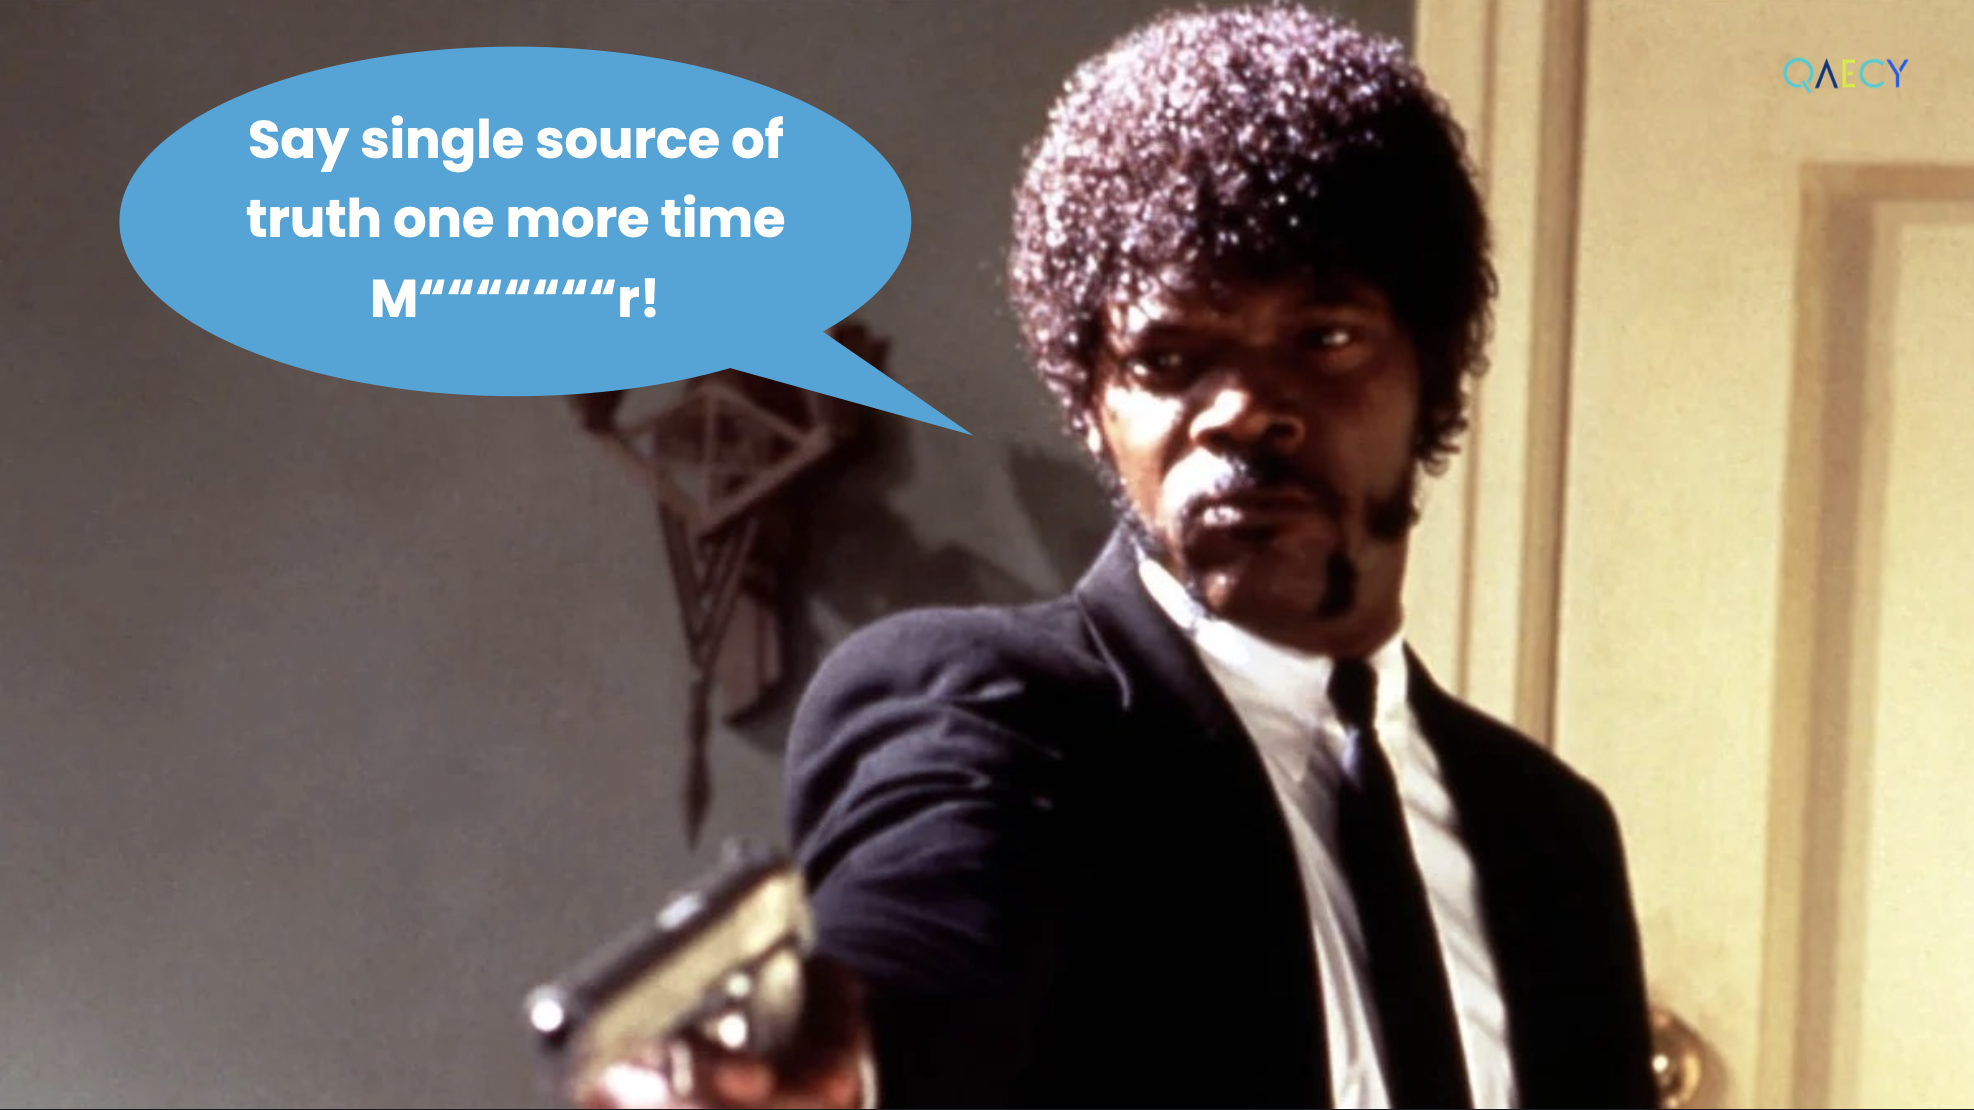 Say single source of
truth one more time
M“““““““r!
QAECY